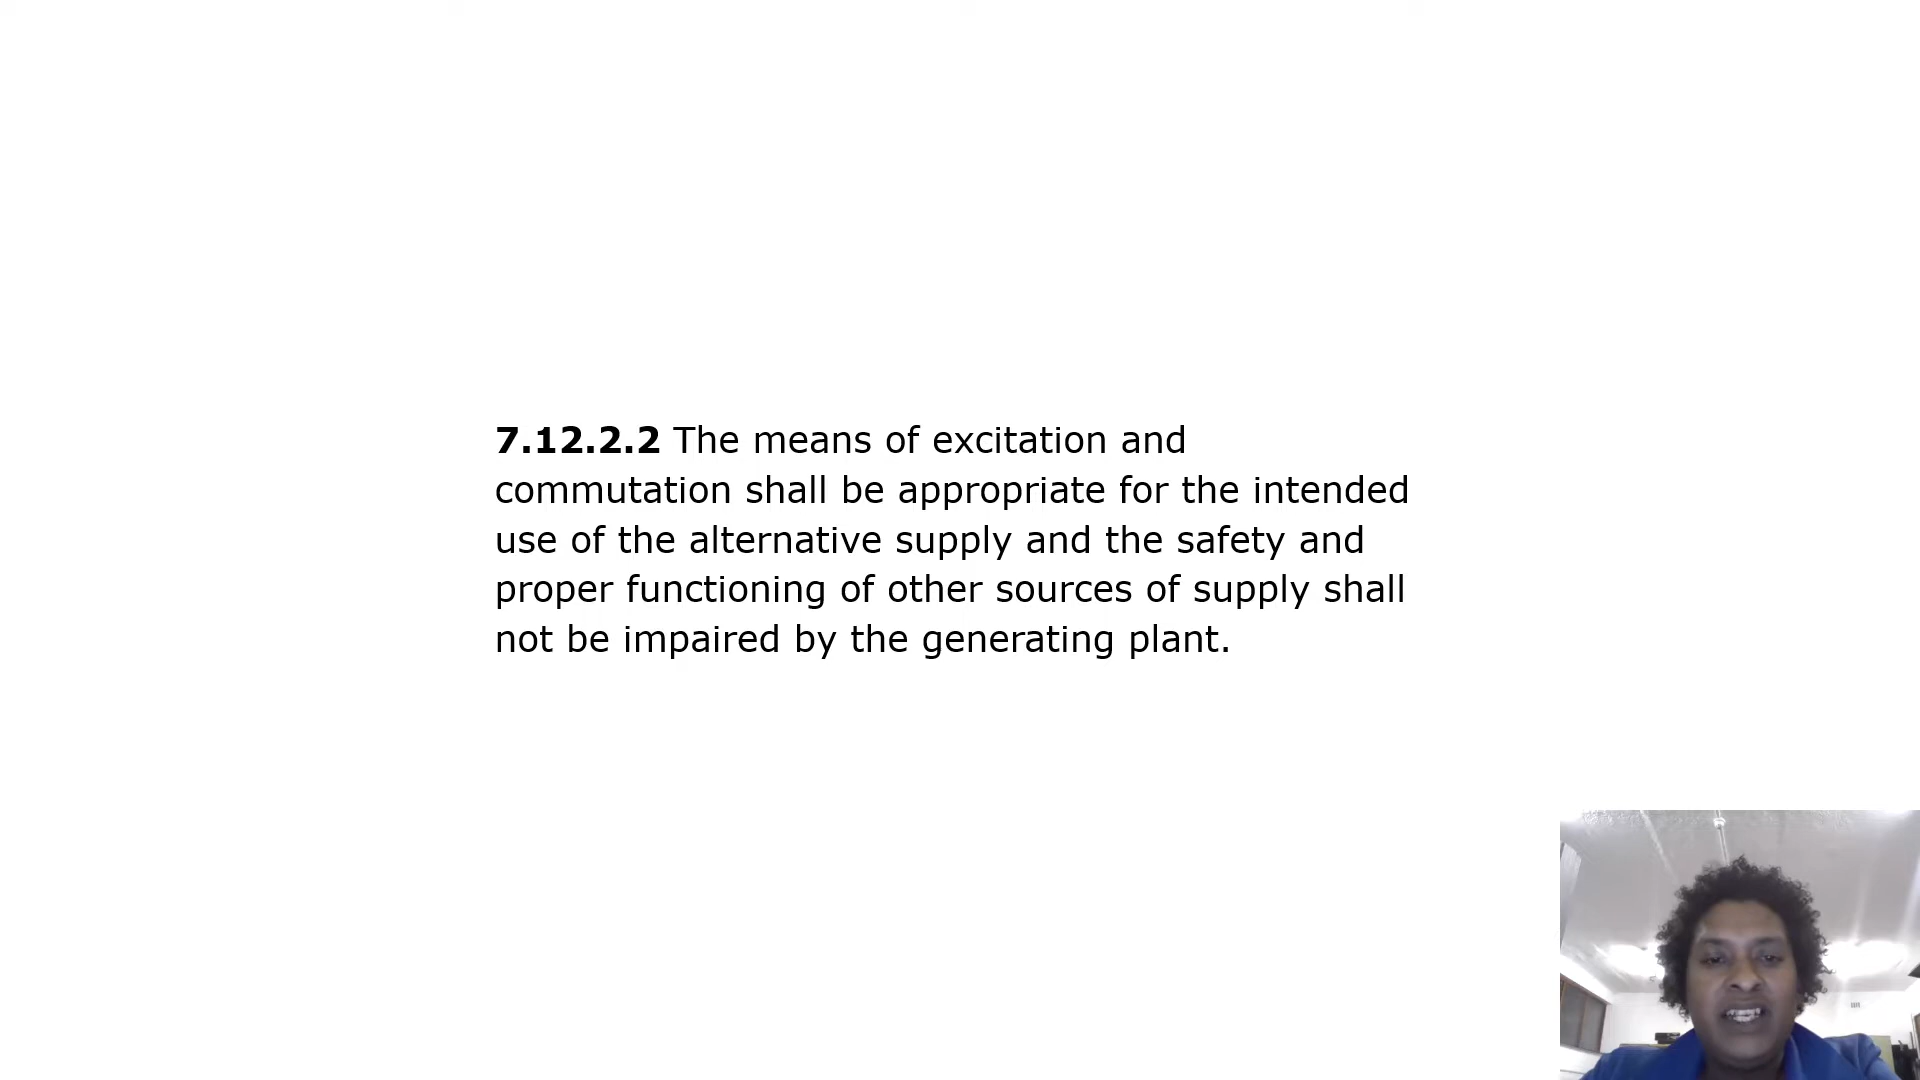 7.12.2.2 The means of excitation and
commutation shall be appropriate for the intended
use of the alternative supply and the safety and
proper functioning of other sources of supply shall
not be impaired by the generating plant.